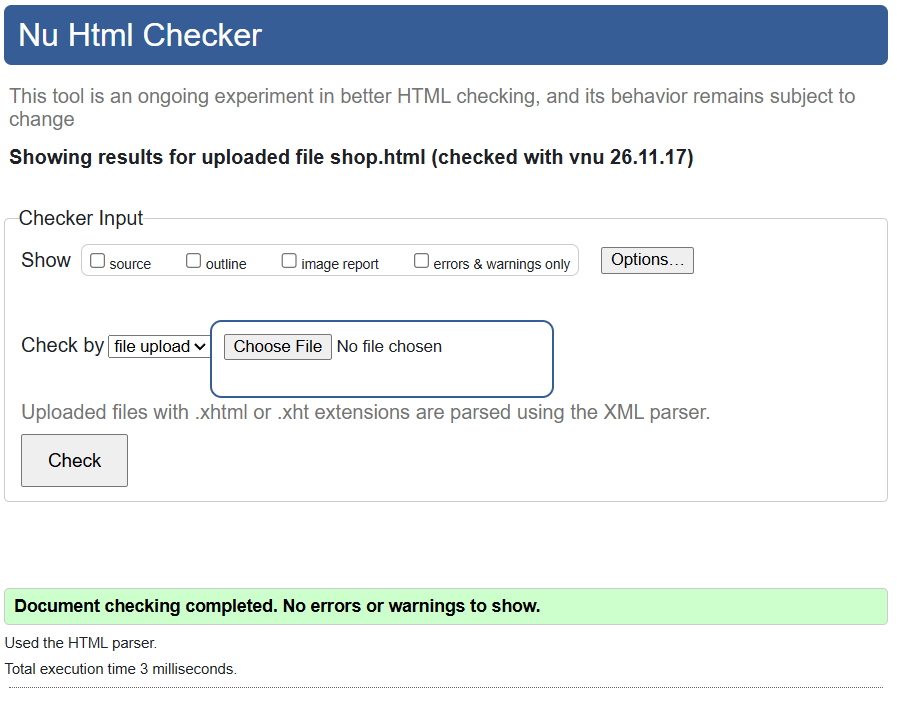 Nu Html Checker
This tool is an ongoing experiment in better HTML checking, and its behavior remains subject to
change
Showing results for uploaded file shop.html (checked with vnu 26.11.17)
Checker Input
Show source outline image report errors & warnings only Options…
Check by file upload Choose File No file chosen
Uploaded files with .xhtml or .xht extensions are parsed using the XML parser.
Check
Document checking completed. No errors or warnings to show.
Used the HTML parser.
Total execution time 3 milliseconds.